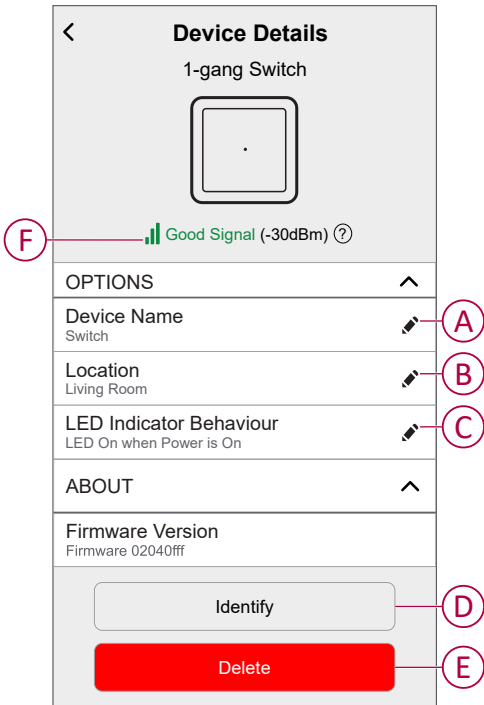 Device Details
1-gang Switch
F
Good Signal (-30dBm) ?
OPTIONS
Device Name
Switch
A
Location
Living Room
B
LED Indicator Behaviour
LED On when Power is On
C
ABOUT
Firmware Version
Firmware 02040fff
Identify
D
Delete
E